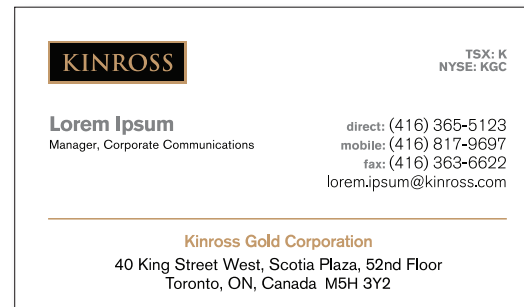 KINROSS
TSX: K
NYSE: KGC
Lorem Ipsum
Manager, Corporate Communications
direct: (416) 365-5123
mobile: (416) 817-9697
fax: (416) 363-6622
lorem.ipsum@kinross.com
Kinross Gold Corporation
40 King Street West, Scotia Plaza, 52nd Floor
Toronto, ON, Canada M5H 3Y2